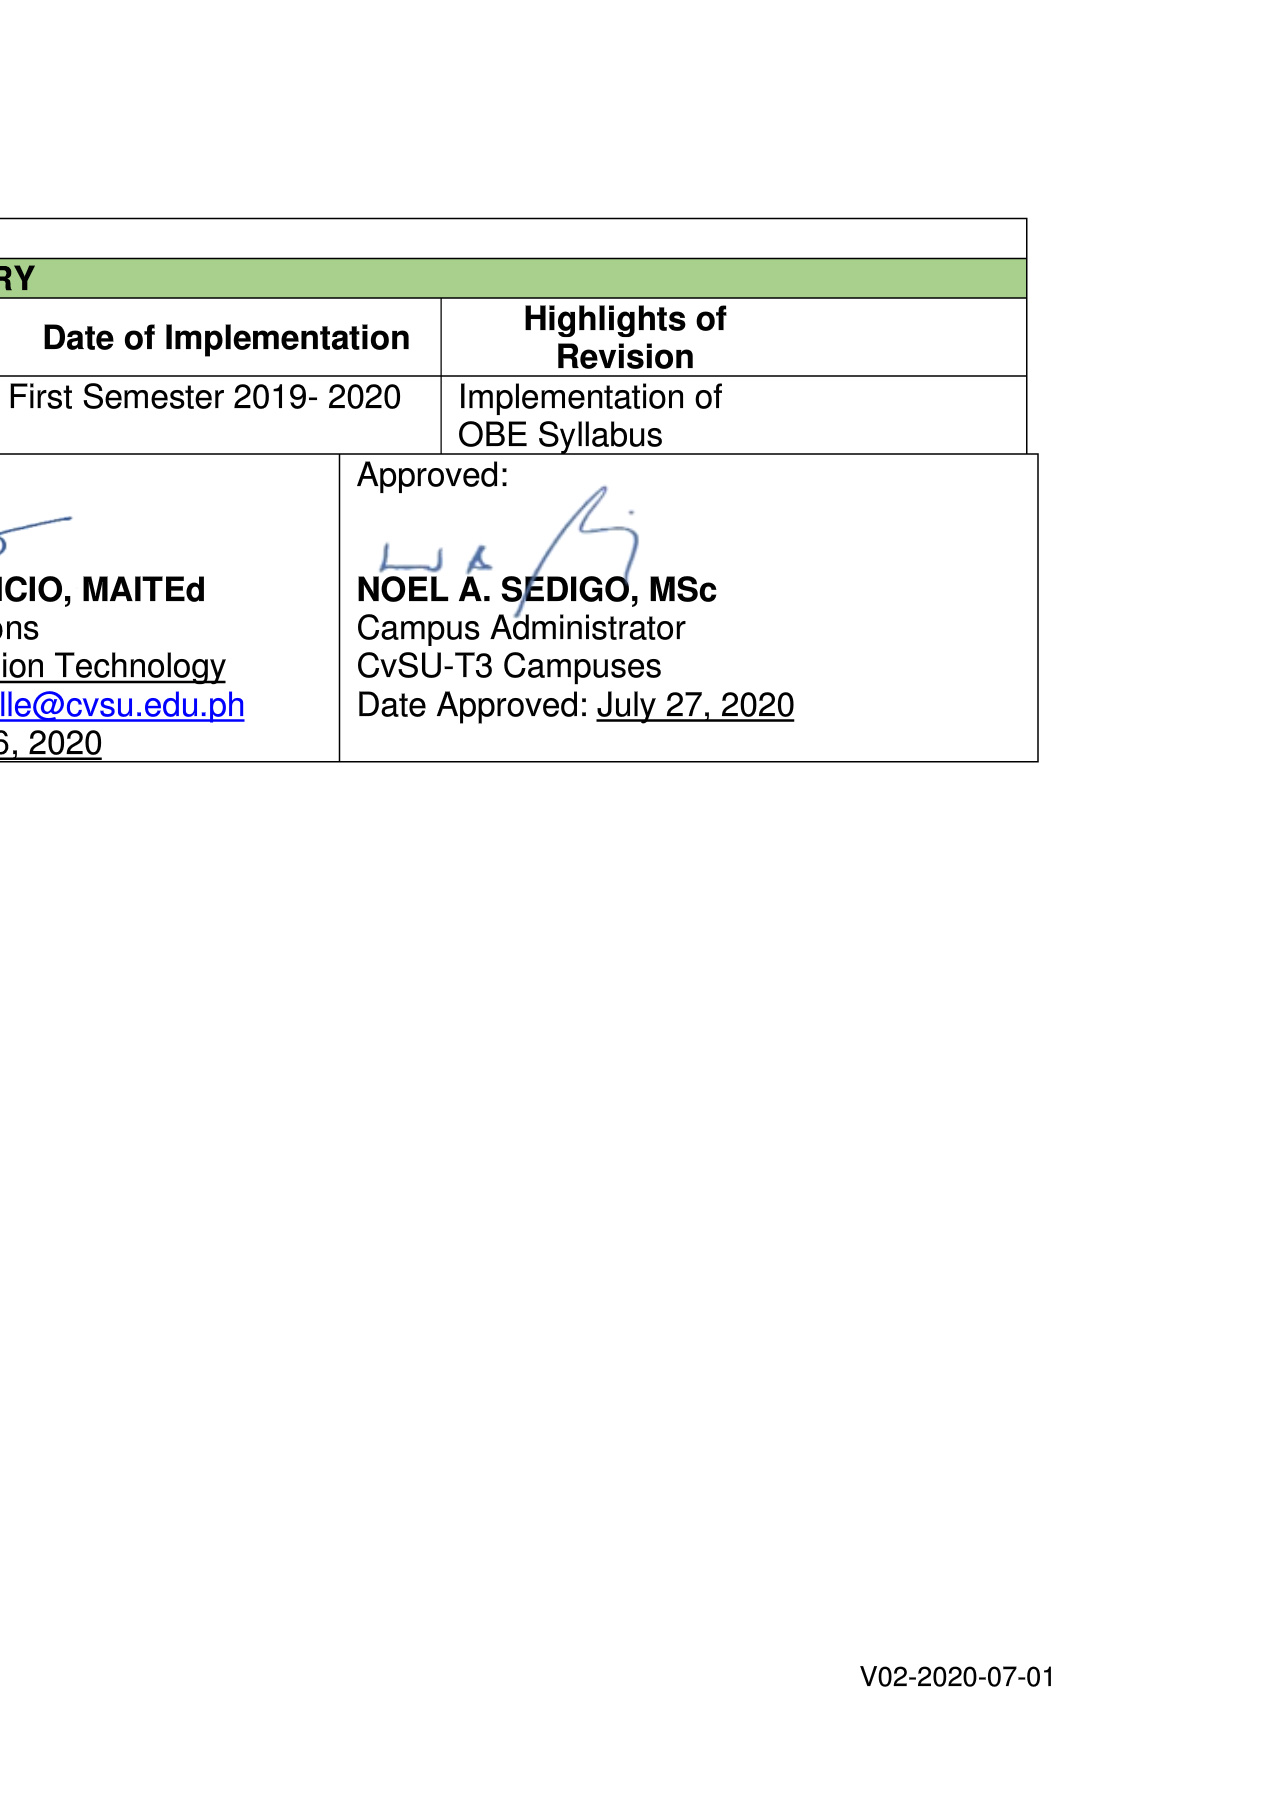 RY
Date of Implementation
Highlights of
Revision
First Semester 2019- 2020
Implementation of
OBE Syllabus
ICIO, MAITEd
ons
ion Technology
lle@cvsu.edu.ph
6, 2020
Approved:
NOEL A. SEDIGO, MSc
Campus Administrator
CvSU-T3 Campuses
Date Approved: July 27, 2020
V02-2020-07-01